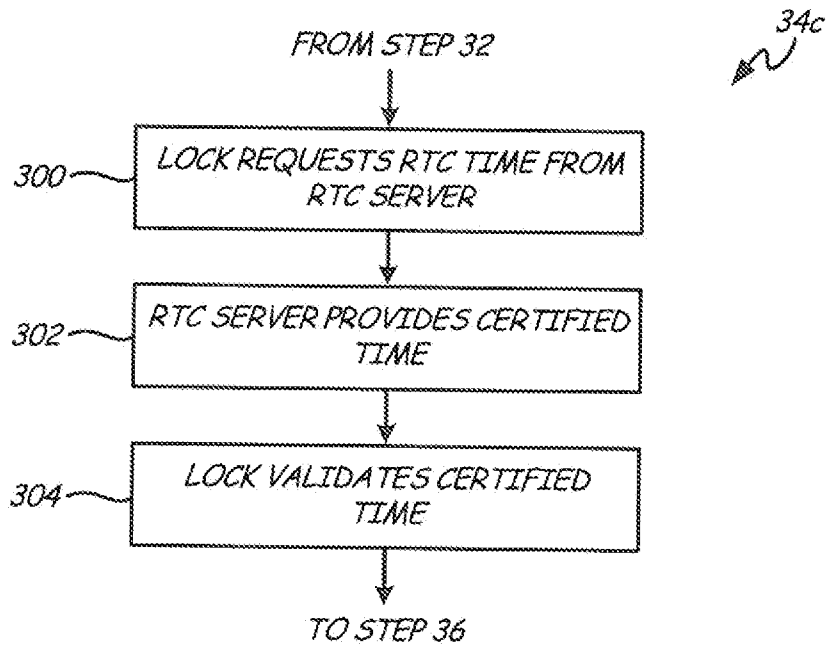 34c
FROM STEP 32
300
LOCK REQUESTS RTC TIME FROM
RTC SERVER
302
RTC SERVER PROVIDES CERTIFIED
TIME
304
LOCK VALIDATES CERTIFIED
TIME
TO STEP 36